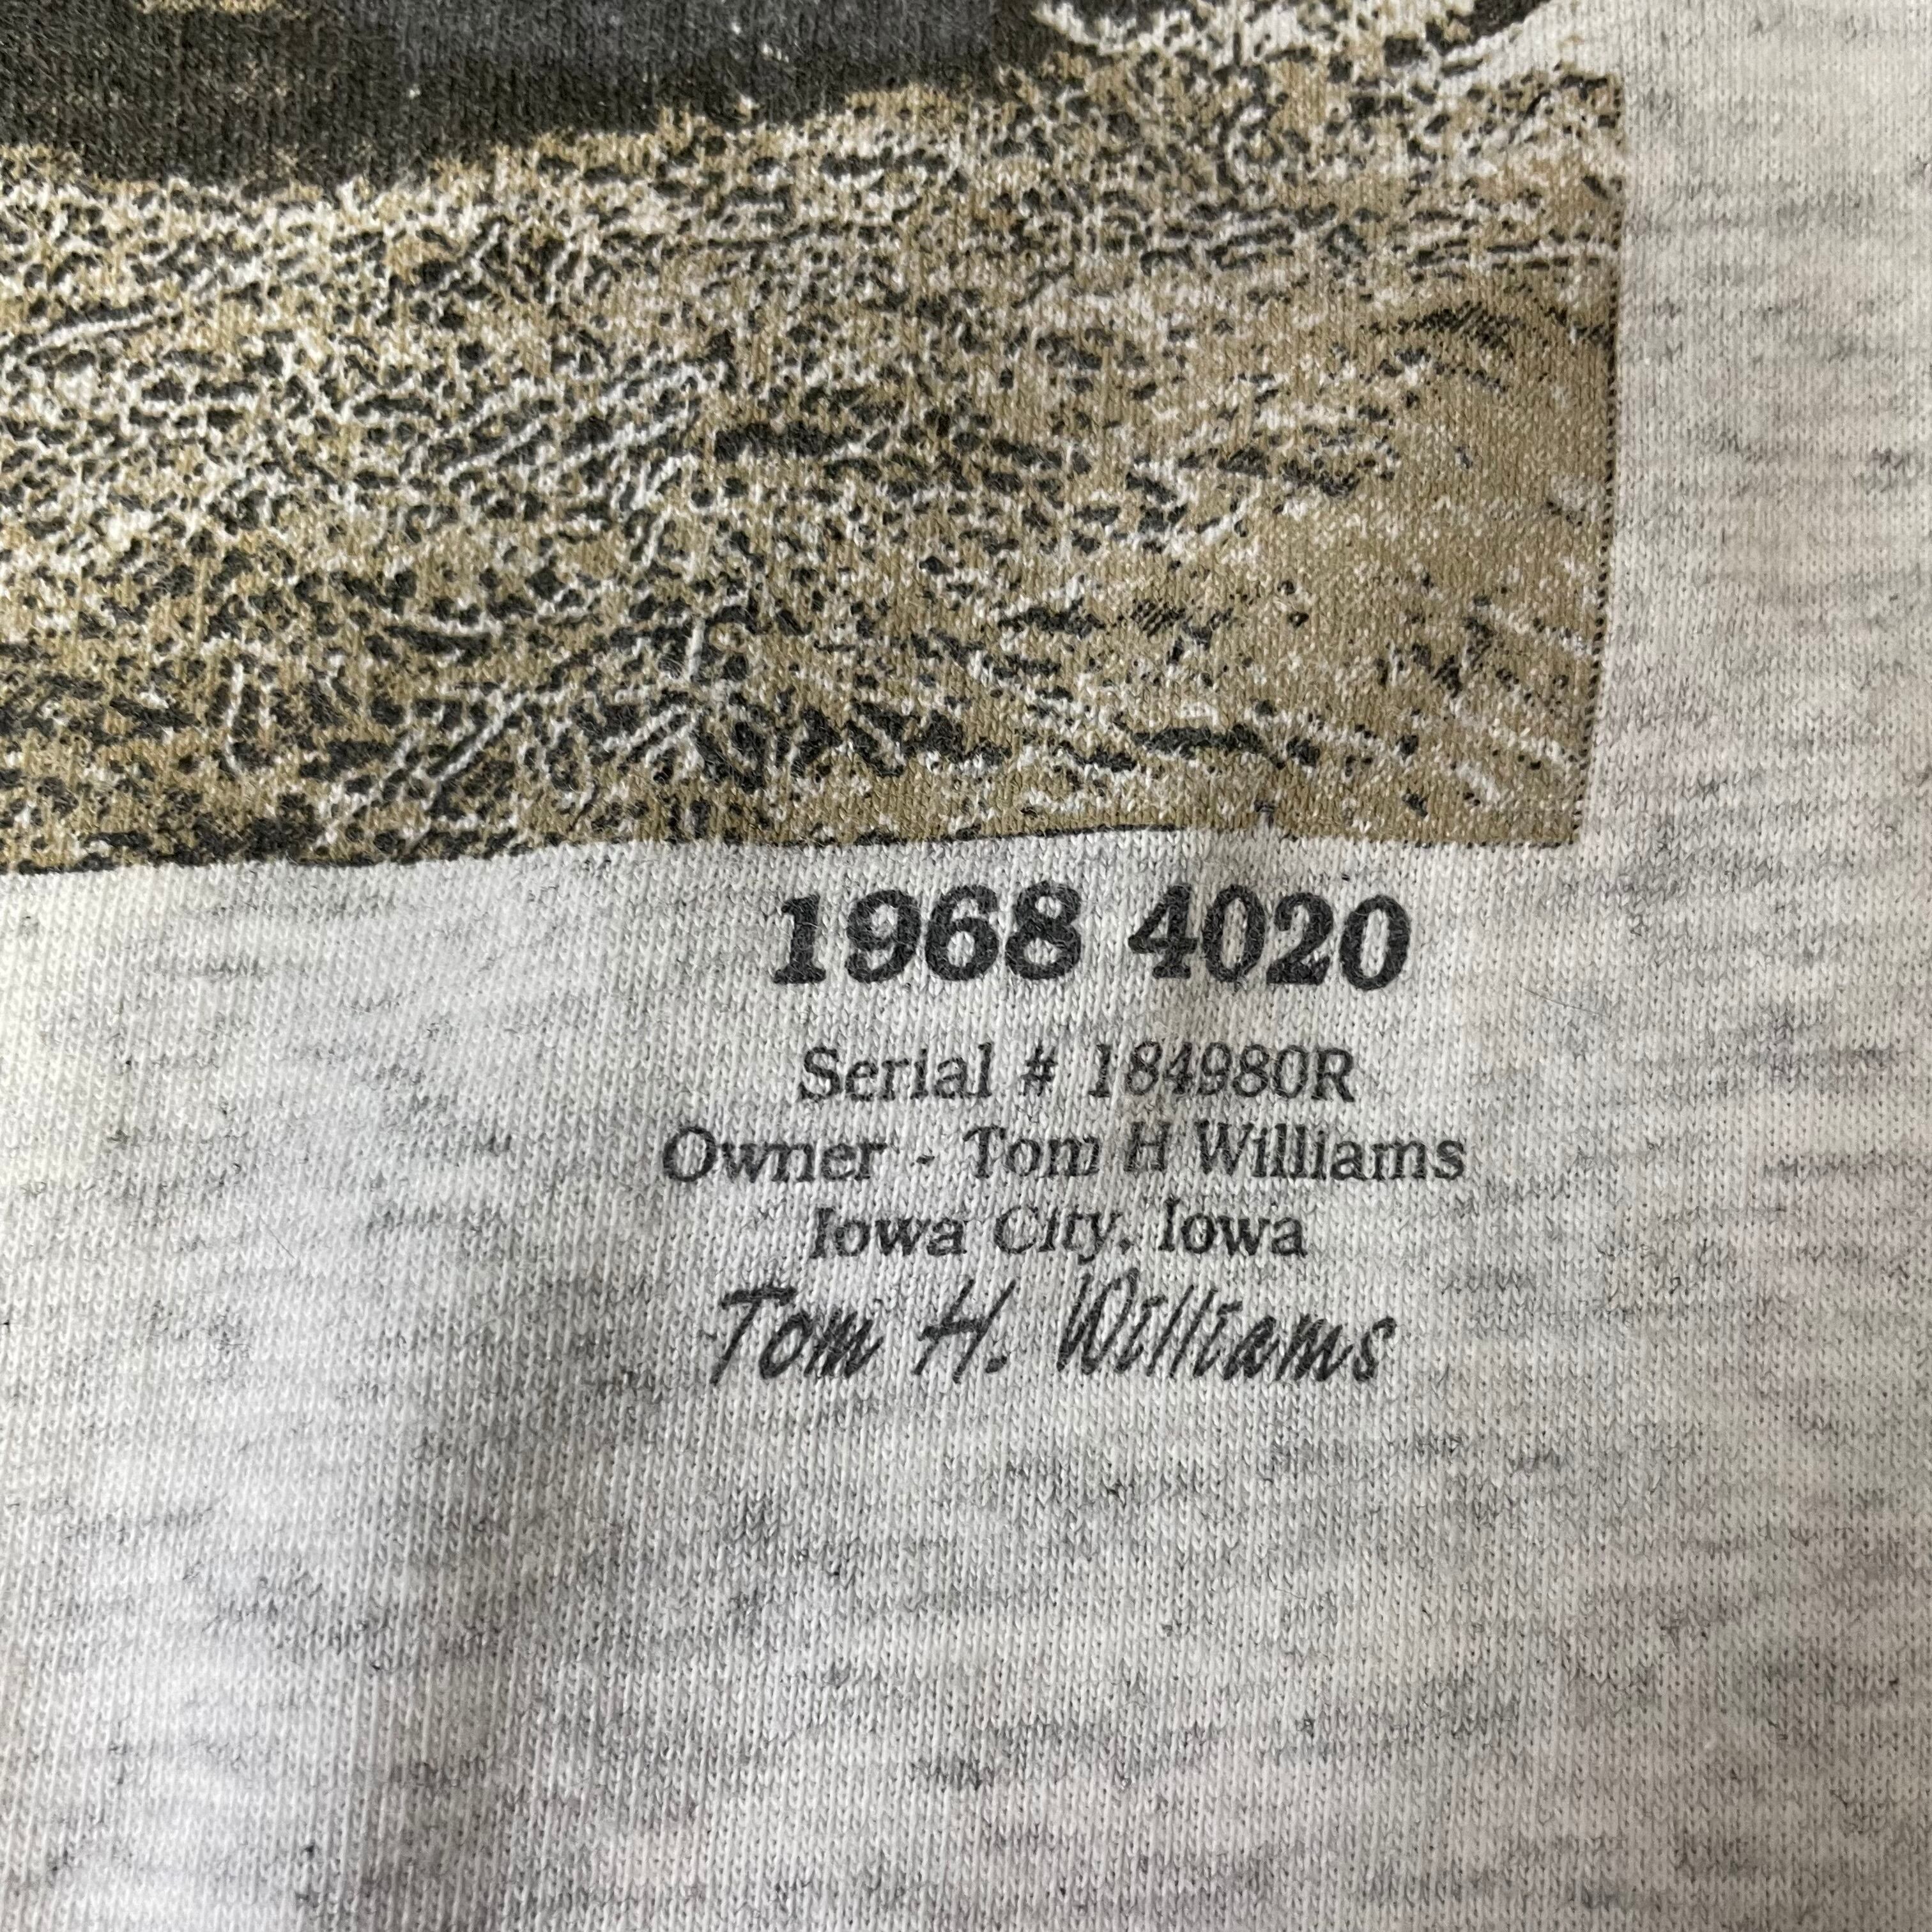 1968 4020
Serial # 184980R
Owner - Tom H Williams
Iowa City, Iowa
Tom H. Williams